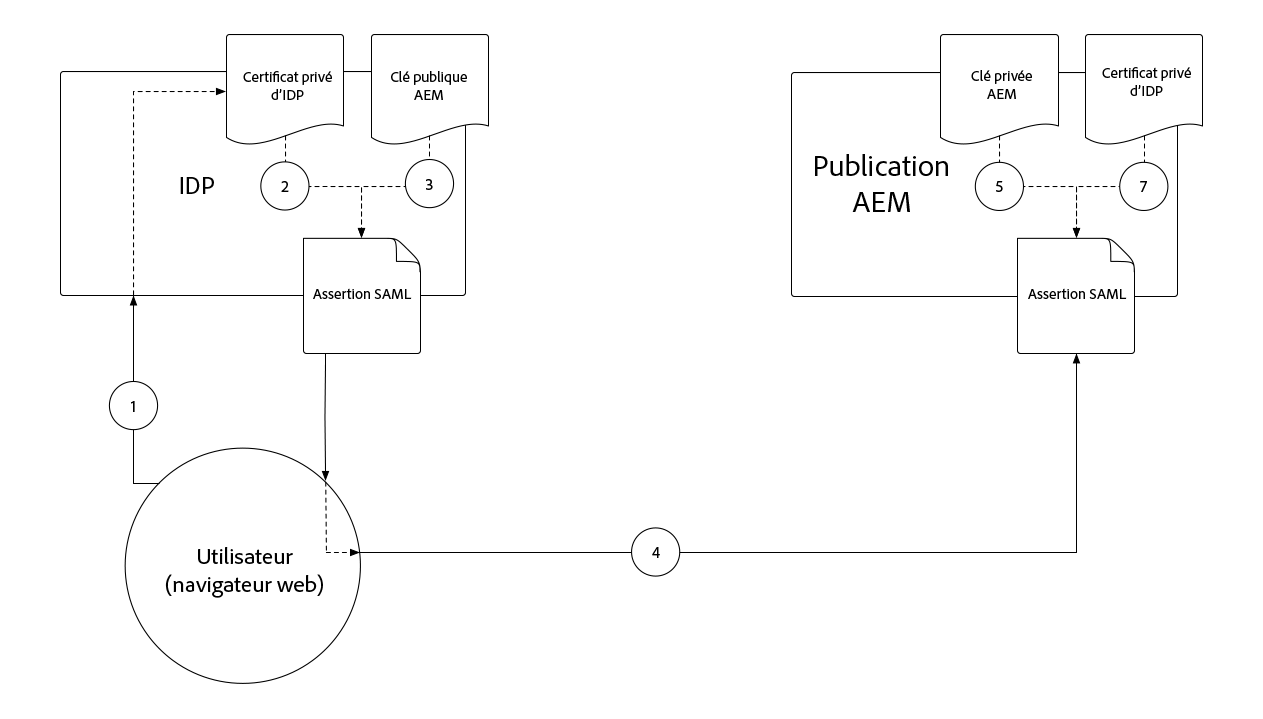 Certificat privé
d'IDP
Clé publique
AEM
IDP
2
3
Assertion SAML
1
Utilisateur
(navigateur web)
4
Clé privée
AEM
Certificat privé
d'IDP
Publication
AEM
5
7
Assertion SAML